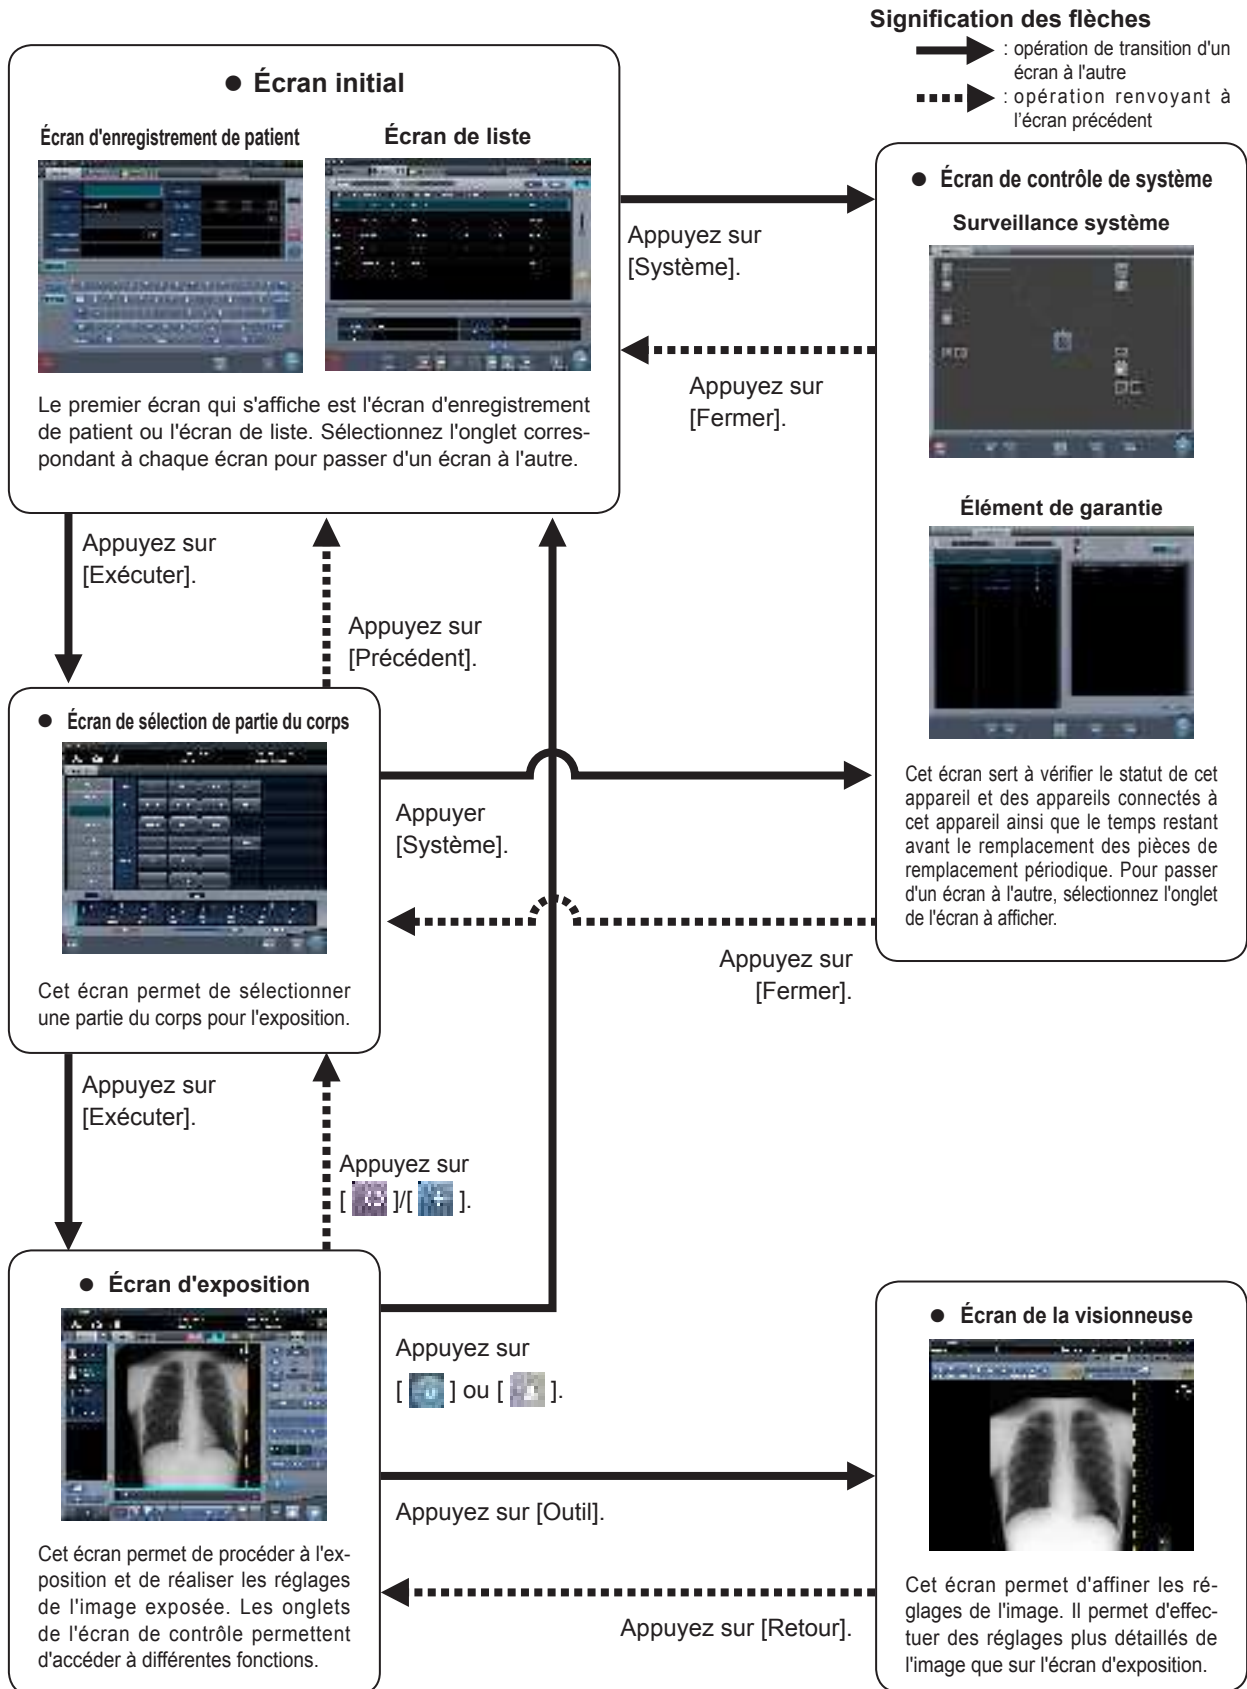 Signification des flèches
: opération de transition d'un
écran à l'autre
: opération renvoyant à
l’écran précédent
● Écran initial
Écran d'enregistrement de patient
Écran de liste
Le premier écran qui s'affiche est l'écran d'enregistrement
de patient ou l'écran de liste. Sélectionnez l'onglet corres-
pondant à chaque écran pour passer d'un écran à l'autre.
Appuyez sur
[Système].
Appuyez sur
[Fermer].
● Écran de contrôle de système
Surveillance système
Élément de garantie
Cet écran sert à vérifier le statut de cet
appareil et des appareils connectés à
cet appareil ainsi que le temps restant
avant le remplacement des pièces de
remplacement périodique. Pour passer
d'un écran à l'autre, sélectionnez l'onglet
de l'écran à afficher.
Appuyez sur
[Exécuter].
Appuyez sur
[Précédent].
● Écran de sélection de partie du corps
Cet écran permet de sélectionner
une partie du corps pour l'exposition.
Appuyer
[Système].
Appuyez sur
[Fermer].
Appuyez sur
[Exécuter].
Appuyez sur
[ ]/[ ].
● Écran d'exposition
Cet écran permet de procéder à l'ex-
position et de réaliser les réglages
de l'image exposée. Les onglets
de l'écran de contrôle permettent
d'accéder à différentes fonctions.
Appuyez sur
[ ] ou [ ].
Appuyez sur [Outil].
Appuyez sur [Retour].
● Écran de la visionneuse
Cet écran permet d'affiner les ré-
glages de l'image. Il permet d'effec-
tuer des réglages plus détaillés de
l'image que sur l'écran d'exposition.